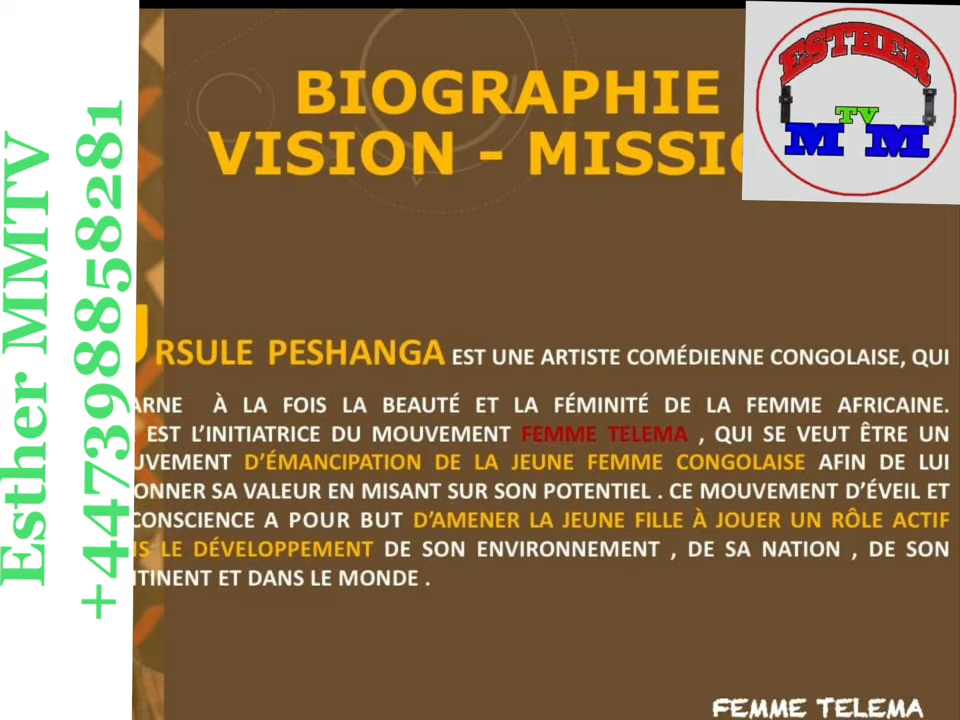 BIOGRAPHIE
VISION - MISSIO
ESTHER
TV
M M
Esther MMTV
+447398858281
URSULE PESHANGA EST UNE ARTISTE COMÉDIENNE CONGOLAISE, QUI
ARNE À LA FOIS LA BEAUTÉ ET LA FÉMINITÉ DE LA FEMME AFRICAINE.
EST L'INITIATRICE DU MOUVEMENT FEMME TELEMA , QUI SE VEUT ÊTRE UN
UVEMENT D'ÉMANCIPATION DE LA JEUNE FEMME CONGOLAISE AFIN DE LUI
ONNER SA VALEUR EN MISANT SUR SON POTENTIEL . CE MOUVEMENT D'ÉVEIL ET
CONSCIENCE A POUR BUT D'AMENER LA JEUNE FILLE À JOUER UN RÔLE ACTIF
S LE DÉVELOPPEMENT DE SON ENVIRONNEMENT , DE SA NATION , DE SON
TINENT ET DANS LE MONDE .
FEMME TELEMA